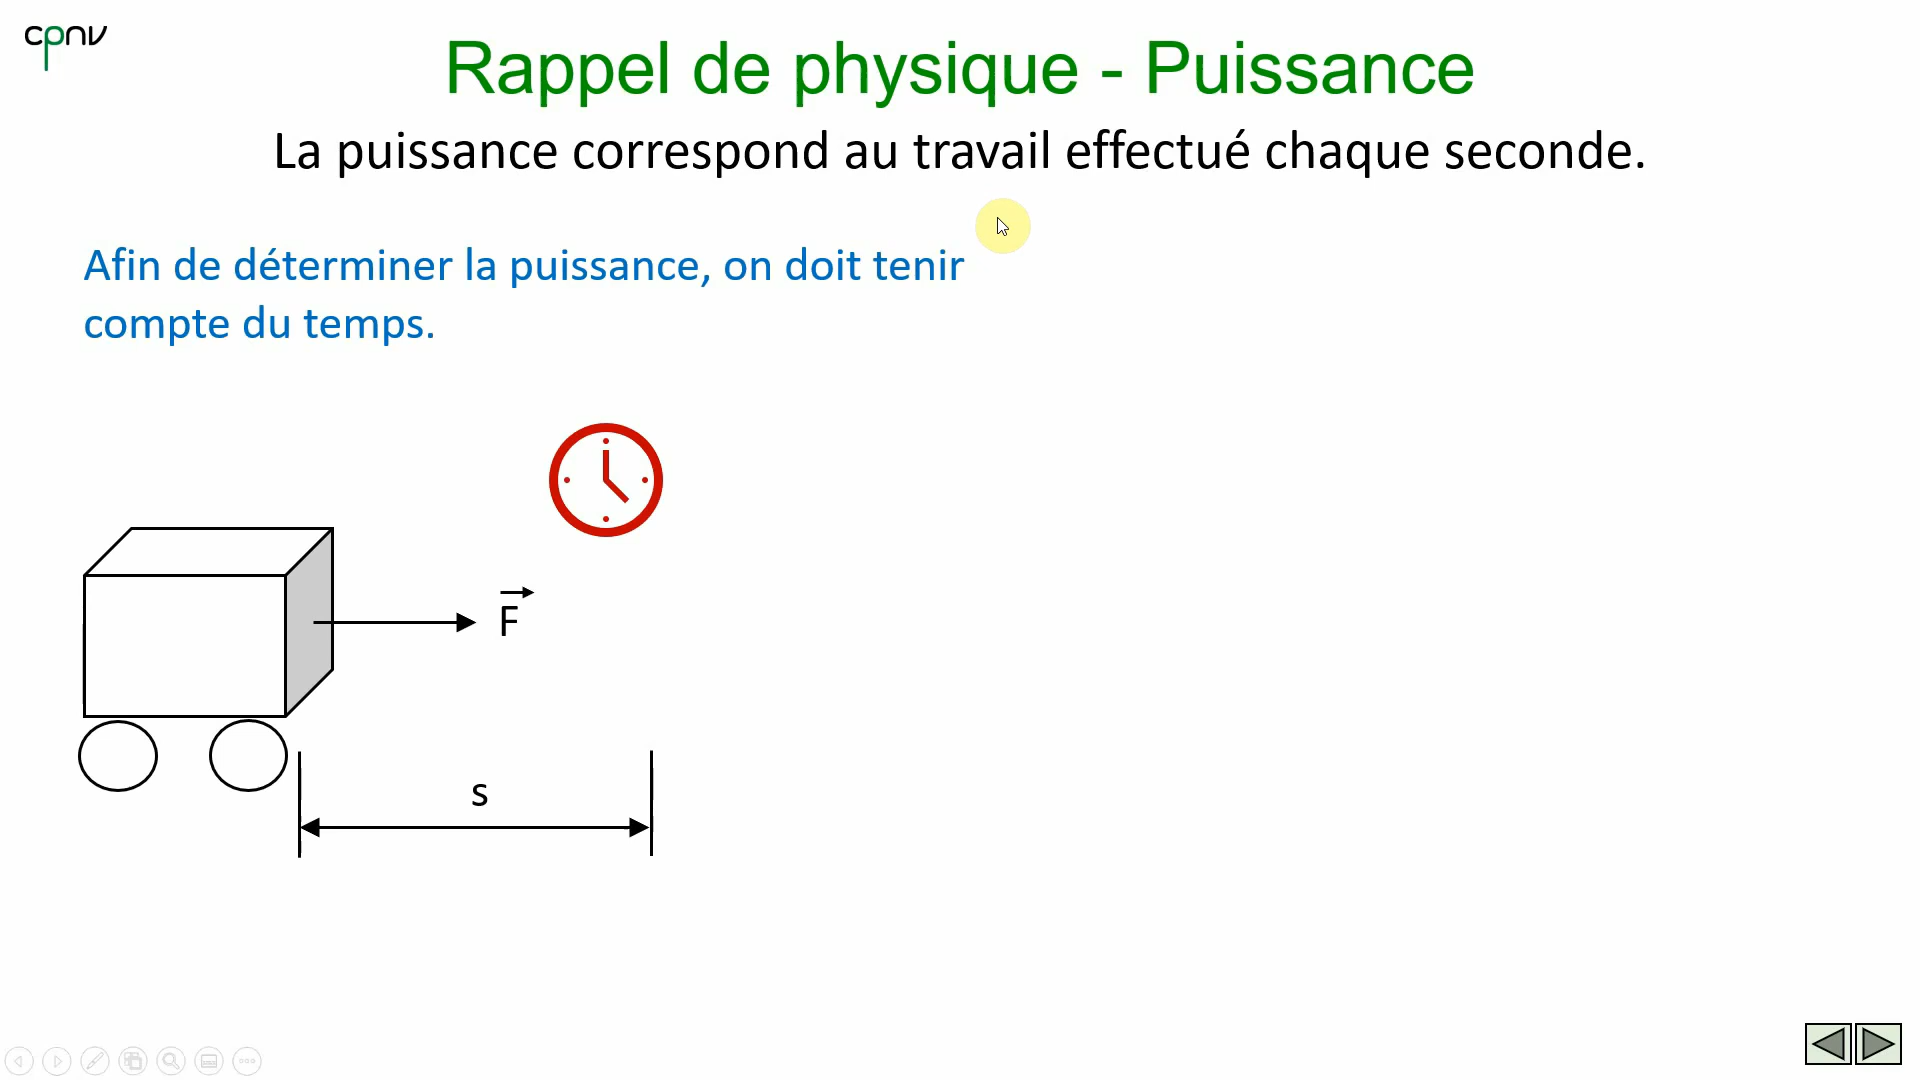 cpnv
Rappel de physique - Puissance
La puissance correspond au travail effectué chaque seconde.
Afin de déterminer la puissance, on doit tenir
compte du temps.
F
s